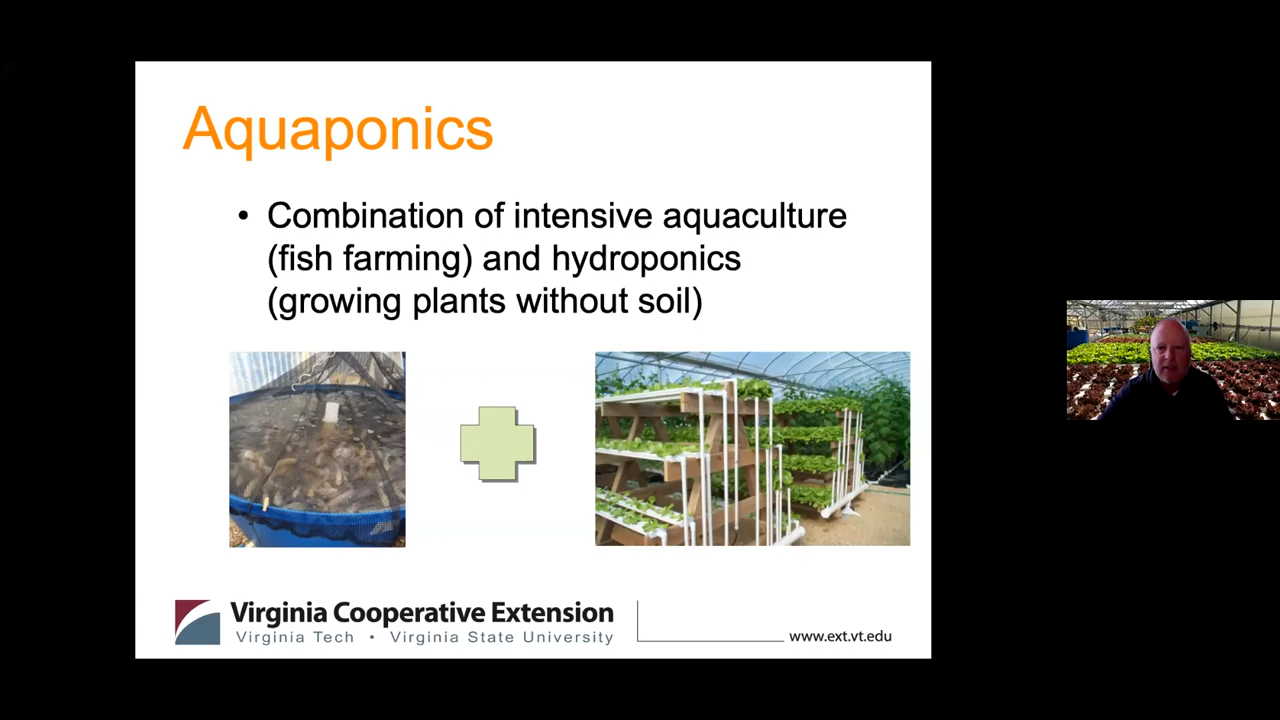 Aquaponics
• Combination of intensive aquaculture
(fish farming) and hydroponics
(growing plants without soil)
Virginia Cooperative Extension
Virginia Tech • Virginia State University
www.ext.vt.edu